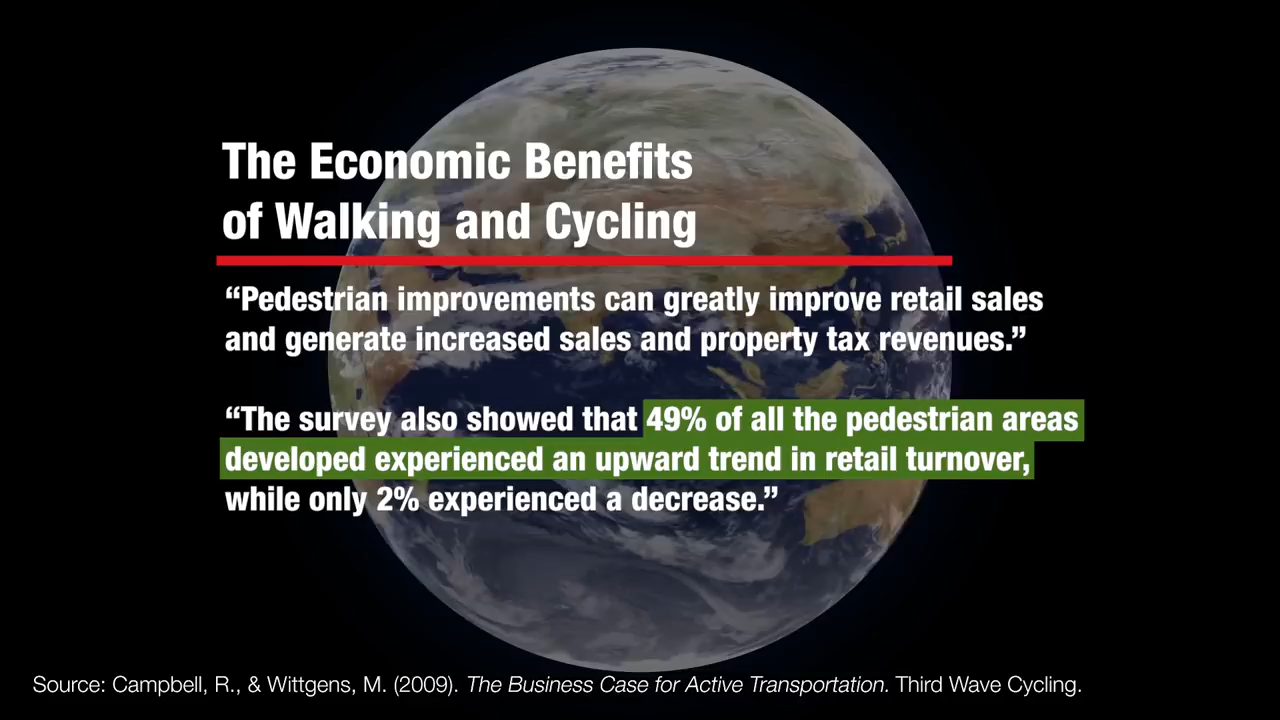 The Economic Benefits
of Walking and Cycling
“Pedestrian improvements can greatly improve retail sales
and generate increased sales and property tax revenues.”
“The survey also showed that 49% of all the pedestrian areas
developed experienced an upward trend in retail turnover,
while only 2% experienced a decrease.”
Source: Campbell, R., & Wittgens, M. (2009). The Business Case for Active Transportation. Third Wave Cycling.